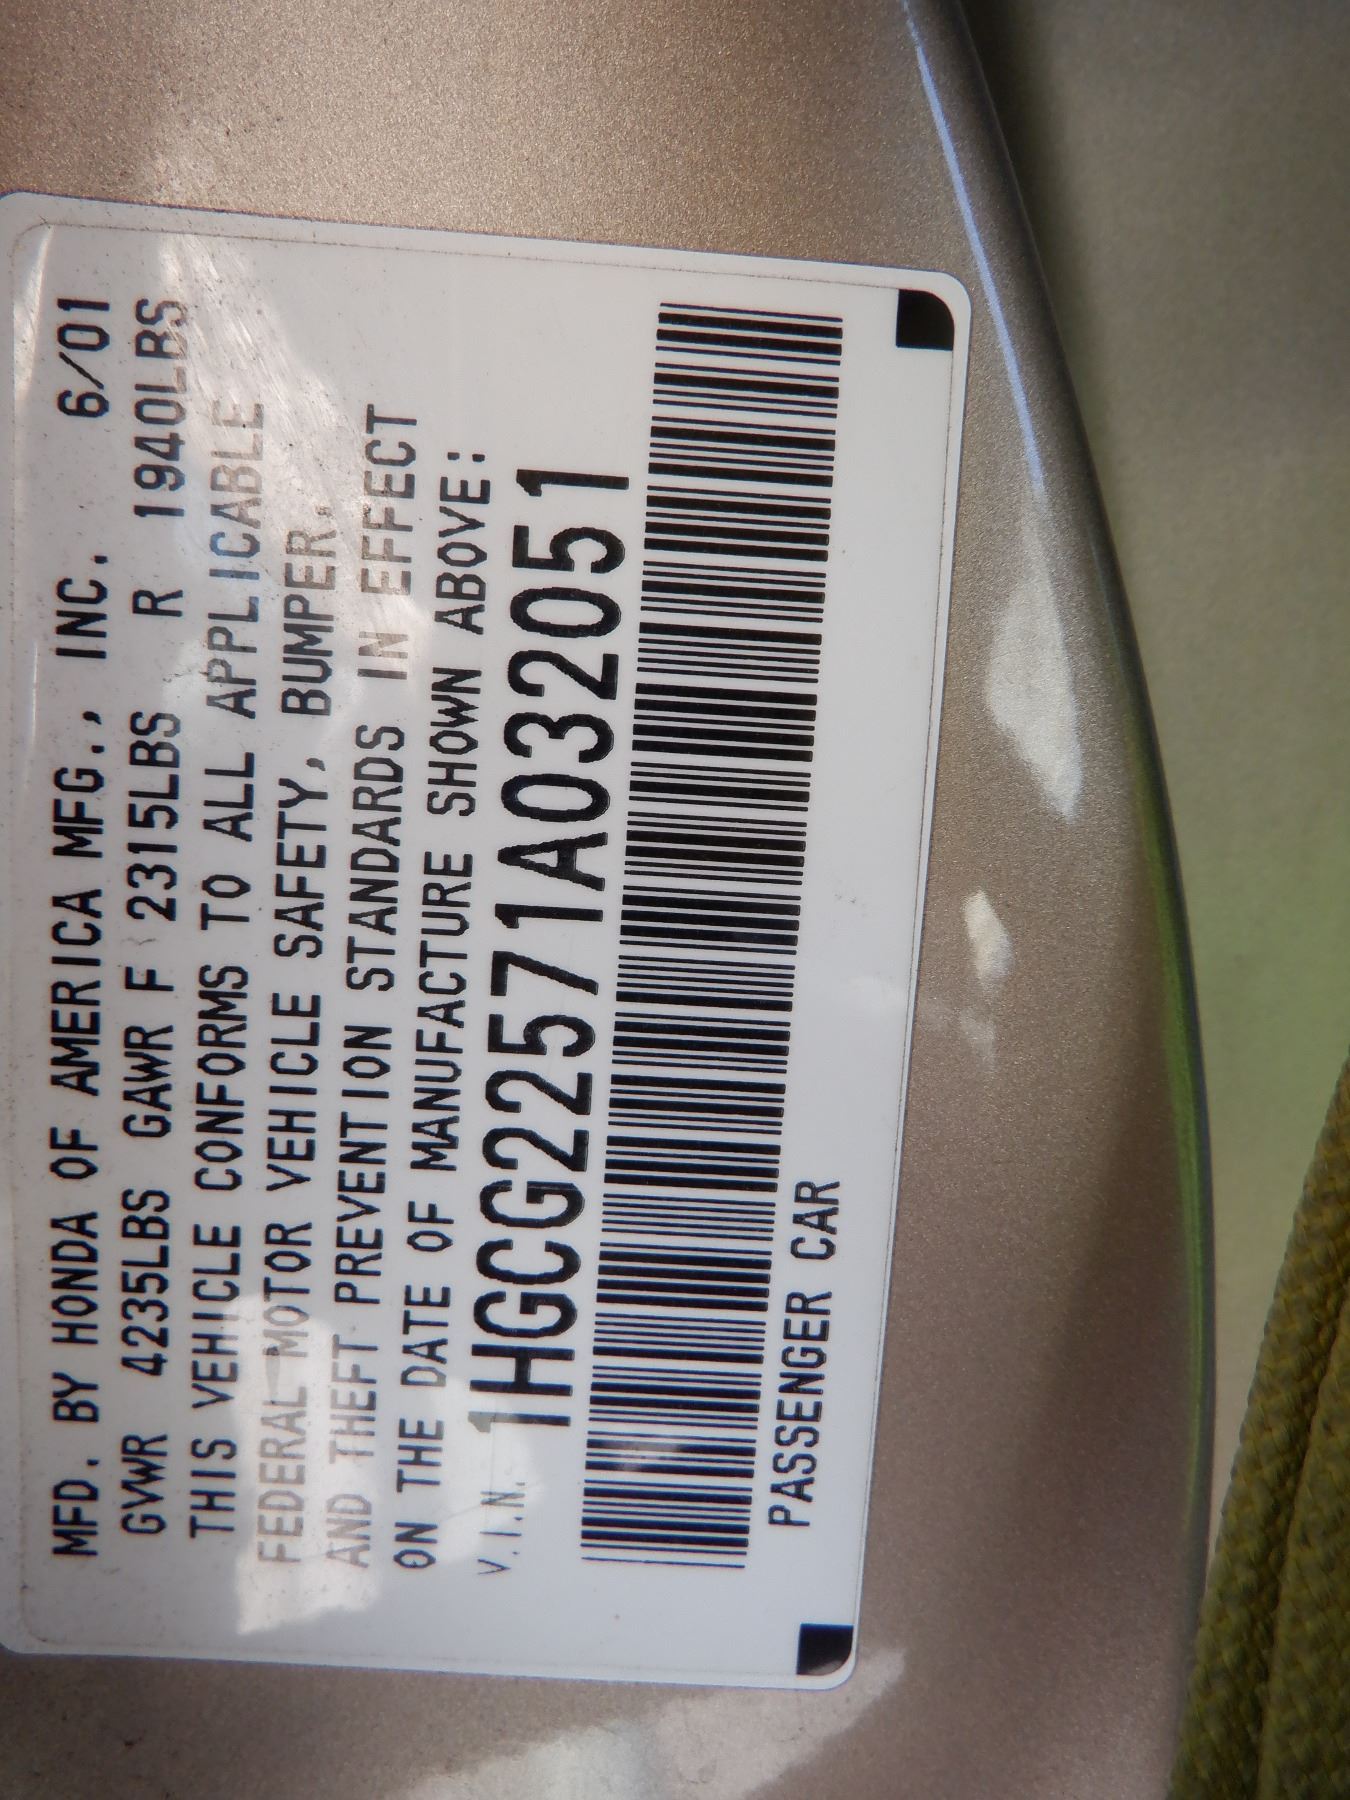 MFD. BY HONDA OF AMERICA MFG., INC. 6/01
GVWR 4235LBS GAWR F 2315LBS R 1940LBS
THIS VEHICLE CONFORMS TO ALL APPLICABLE
FEDERAL MOTOR VEHICLE SAFETY, BUMPER,
AND THEFT PREVENTION STANDARDS IN EFFECT
ON THE DATE OF MANUFACTURE SHOWN ABOVE:
V.I.N. 1HGCG22571A032051
PASSENGER CAR